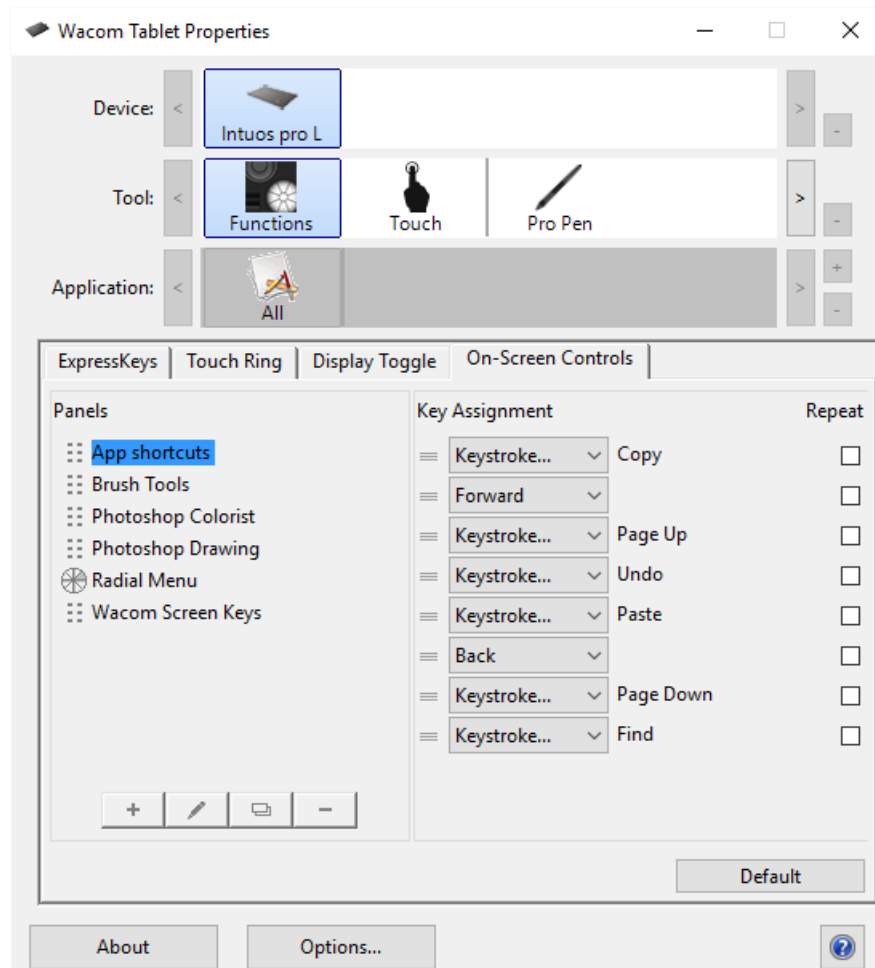 Wacom Tablet Properties
Device:
<
Intuos pro L
>
-
Tool:
<
Functions
Touch
Pro Pen
>
-
Application:
<
All
>
+
-
ExpressKeys
Touch Ring
Display Toggle
On-Screen Controls
Panels
App shortcuts
Brush Tools
Photoshop Colorist
Photoshop Drawing
Radial Menu
Wacom Screen Keys
+
-
Key Assignment
Repeat
Keystroke... Copy
Forward
Keystroke... Page Up
Keystroke... Undo
Keystroke... Paste
Back
Keystroke... Page Down
Keystroke... Find
Default
About
Options...
?